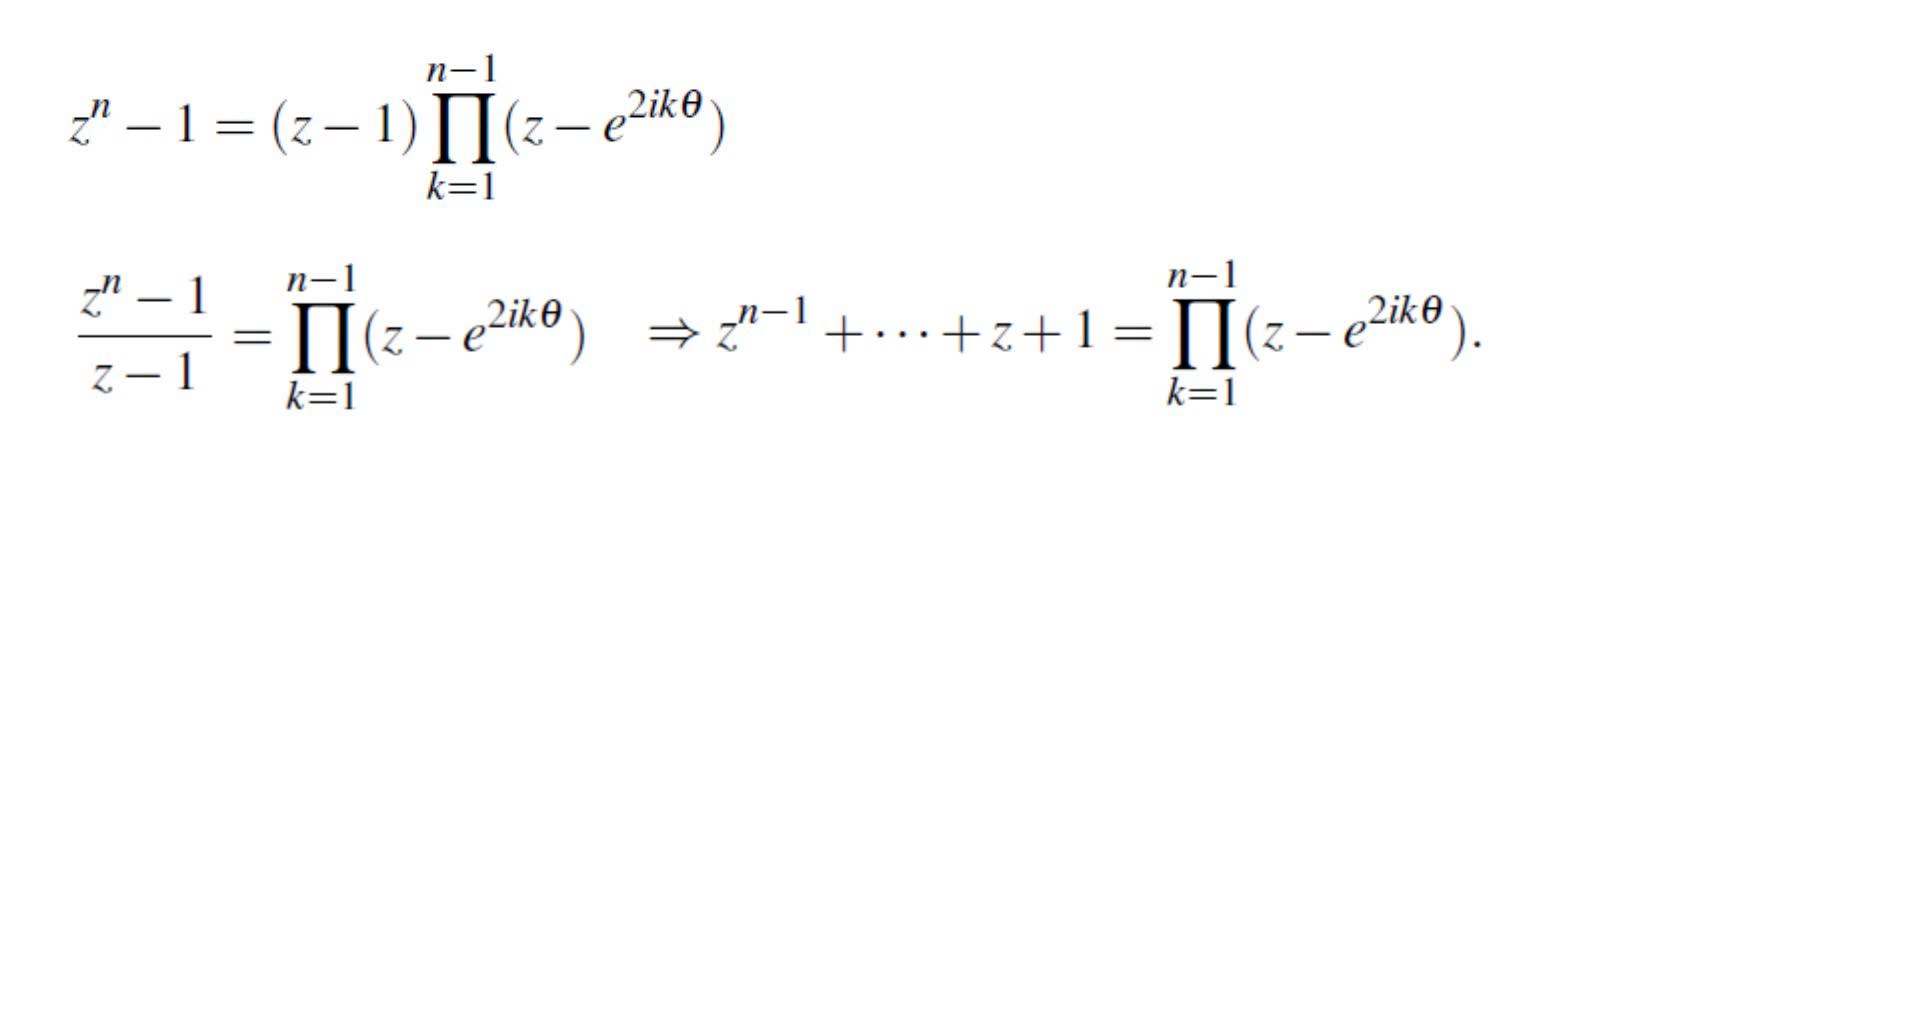 $z^n - 1 = (z-1)\prod_{k=1}^{n-1}(z - e^{2ik\theta})$
$\frac{z^n-1}{z-1} = \prod_{k=1}^{n-1}(z - e^{2ik\theta}) \quad \Rightarrow z^{n-1} + \cdots + z + 1 = \prod_{k=1}^{n-1}(z - e^{2ik\theta}).$